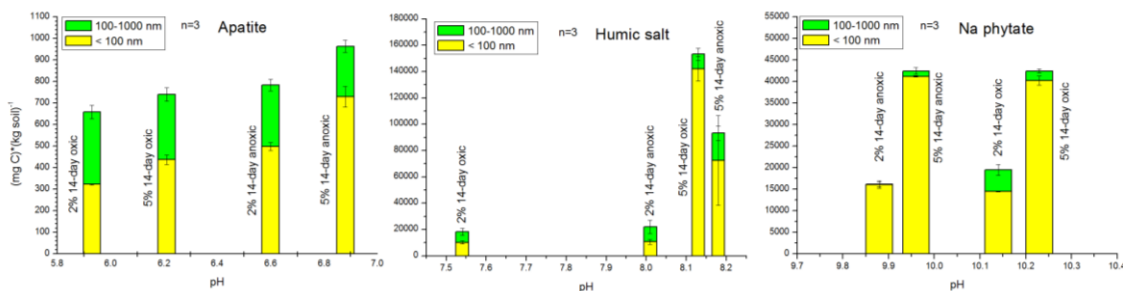 100-1000 nm
< 100 nm
n=3
Apatite
(mg C)*(kg soil)⁻¹
1100
1000
900
800
700
600
500
400
300
200
100
0
2% 14-day oxic
5% 14-day oxic
2% 14-day anoxic
5% 14-day anoxic
5.8
6.0
6.2
6.4
6.6
6.8
7.0
pH
100-1000 nm
< 100 nm
n=3
Humic salt
180000
160000
140000
120000
100000
80000
60000
40000
20000
0
2% 14-day oxic
2% 14-day anoxic
5% 14-day oxic
5% 14-day anoxic
7.5
7.6
7.7
7.8
7.9
8.0
8.1
8.2
pH
100-1000 nm
< 100 nm
n=3
Na phytate
55000
50000
45000
40000
35000
30000
25000
20000
15000
10000
5000
0
2% 14-day anoxic
5% 14-day anoxic
2% 14-day oxic
5% 14-day oxic
9.7
9.8
9.9
10.0
10.1
10.2
10.3
10.4
pH